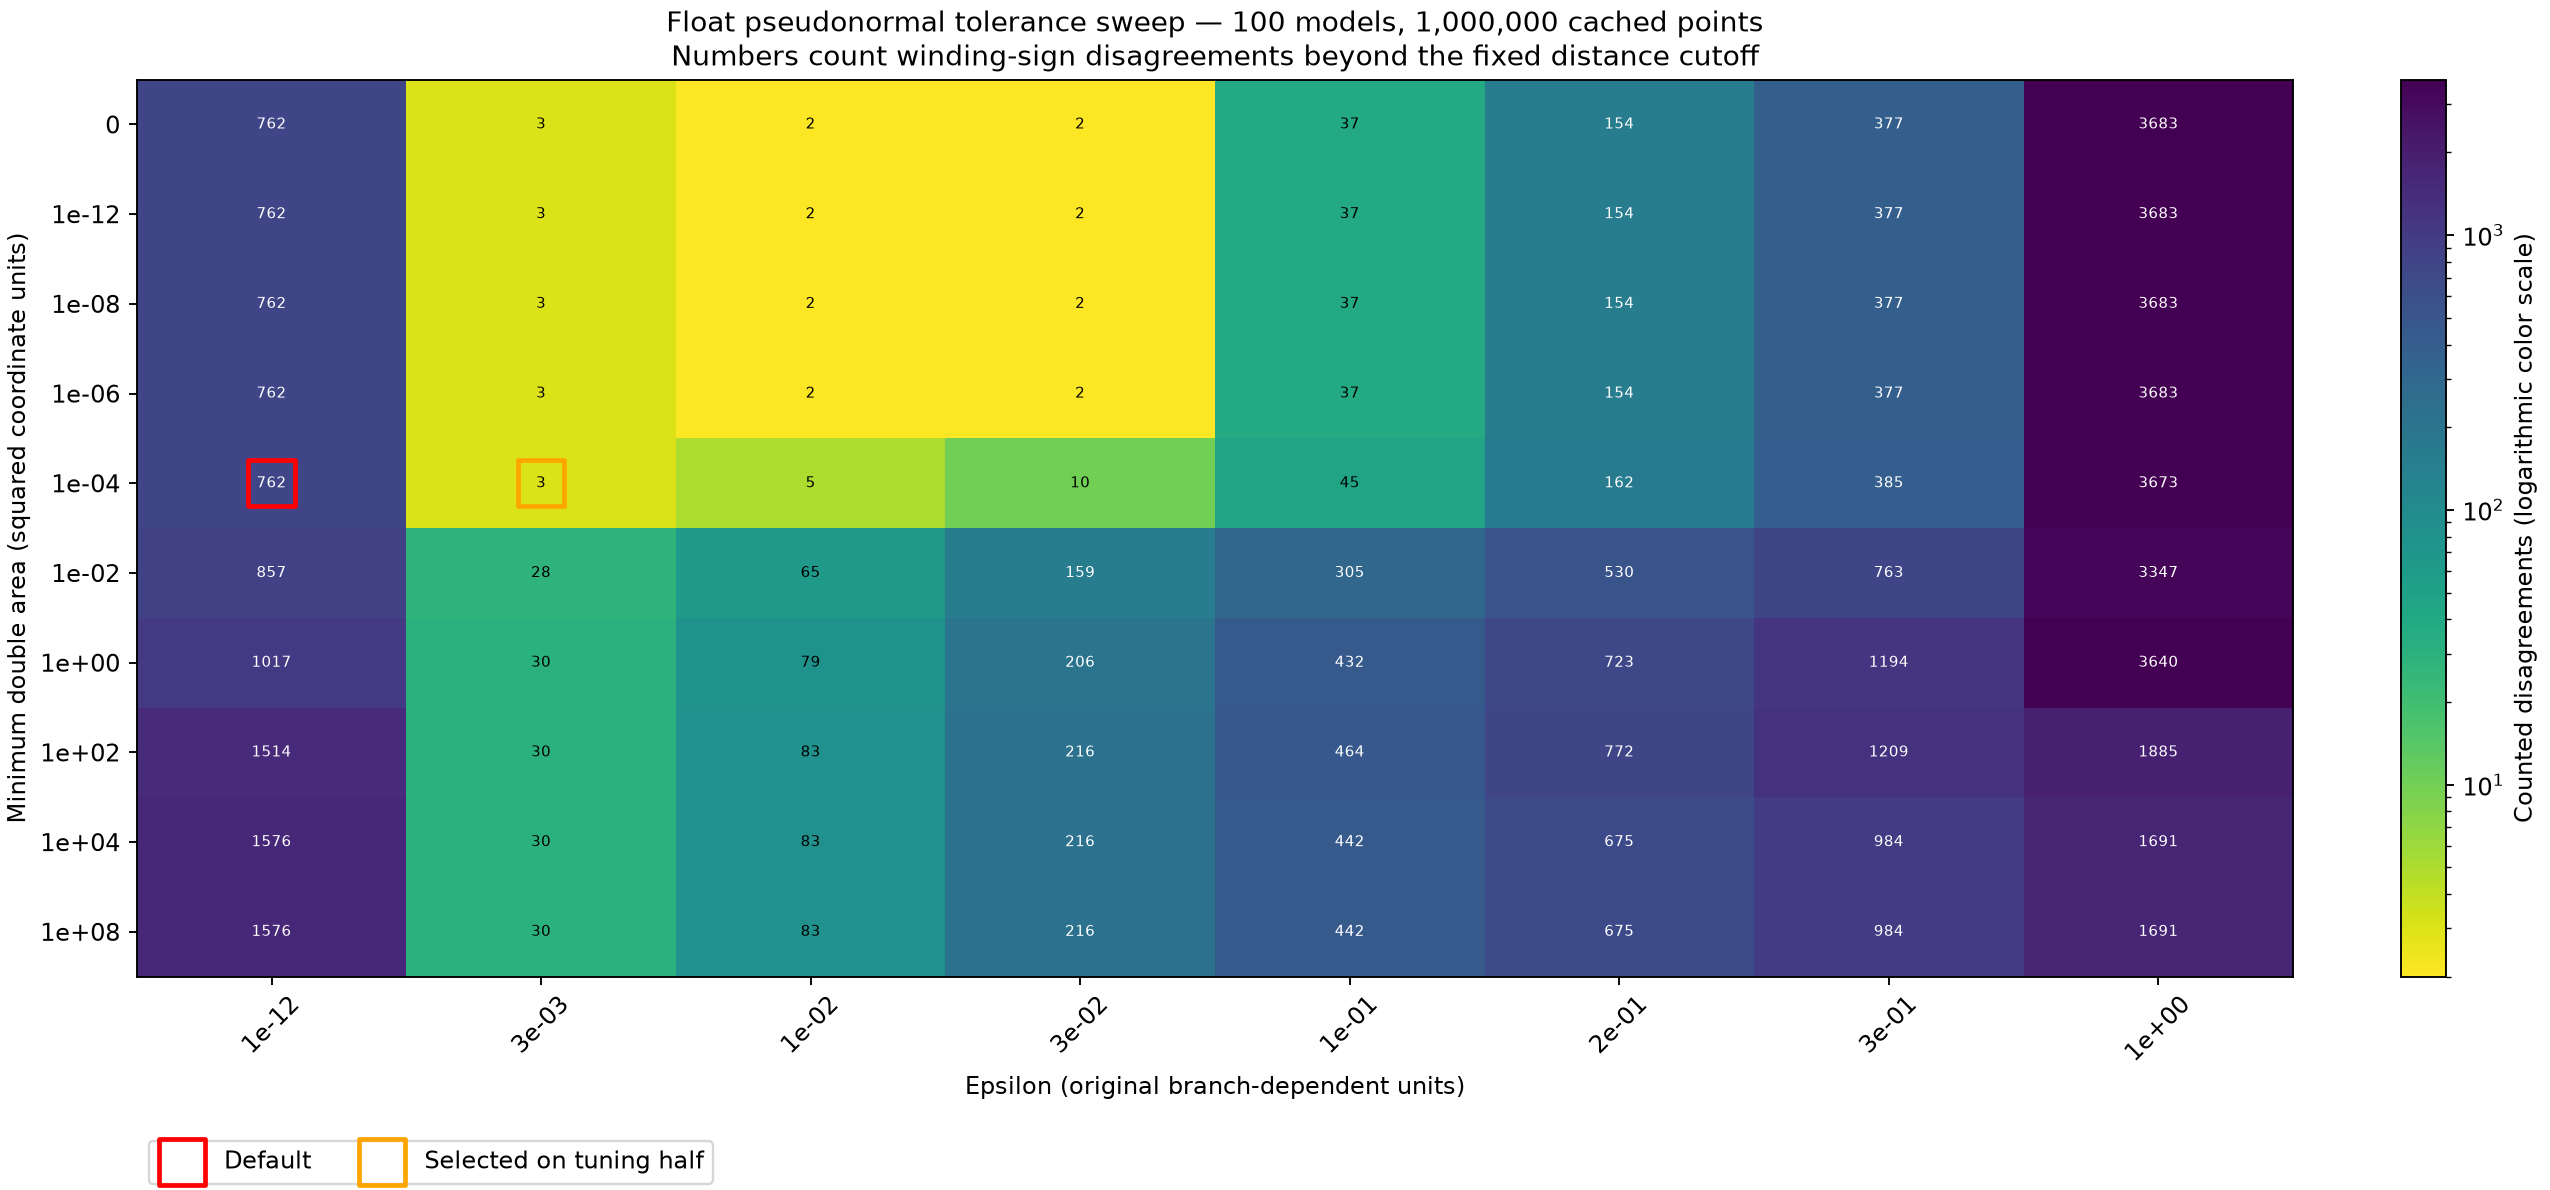 Float pseudonormal tolerance sweep — 100 models, 1,000,000 cached points
Numbers count winding-sign disagreements beyond the fixed distance cutoff
Minimum double area (squared coordinate units)
0 762 3 2 2 37 154 377 3683
1e-12 762 3 2 2 37 154 377 3683
1e-08 762 3 2 2 37 154 377 3683
1e-06 762 3 2 2 37 154 377 3683
1e-04 762 3 5 10 45 162 385 3673
1e-02 857 28 65 159 305 530 763 3347
1e+00 1017 30 79 206 432 723 1194 3640
1e+02 1514 30 83 216 464 772 1209 1885
1e+04 1576 30 83 216 442 675 984 1691
1e+08 1576 30 83 216 442 675 984 1691
1e-12 3e-03 1e-02 3e-02 1e-01 2e-01 3e-01 1e+00
Epsilon (original branch-dependent units)
10³
10²
10¹
Counted disagreements (logarithmic color scale)
Default Selected on tuning half